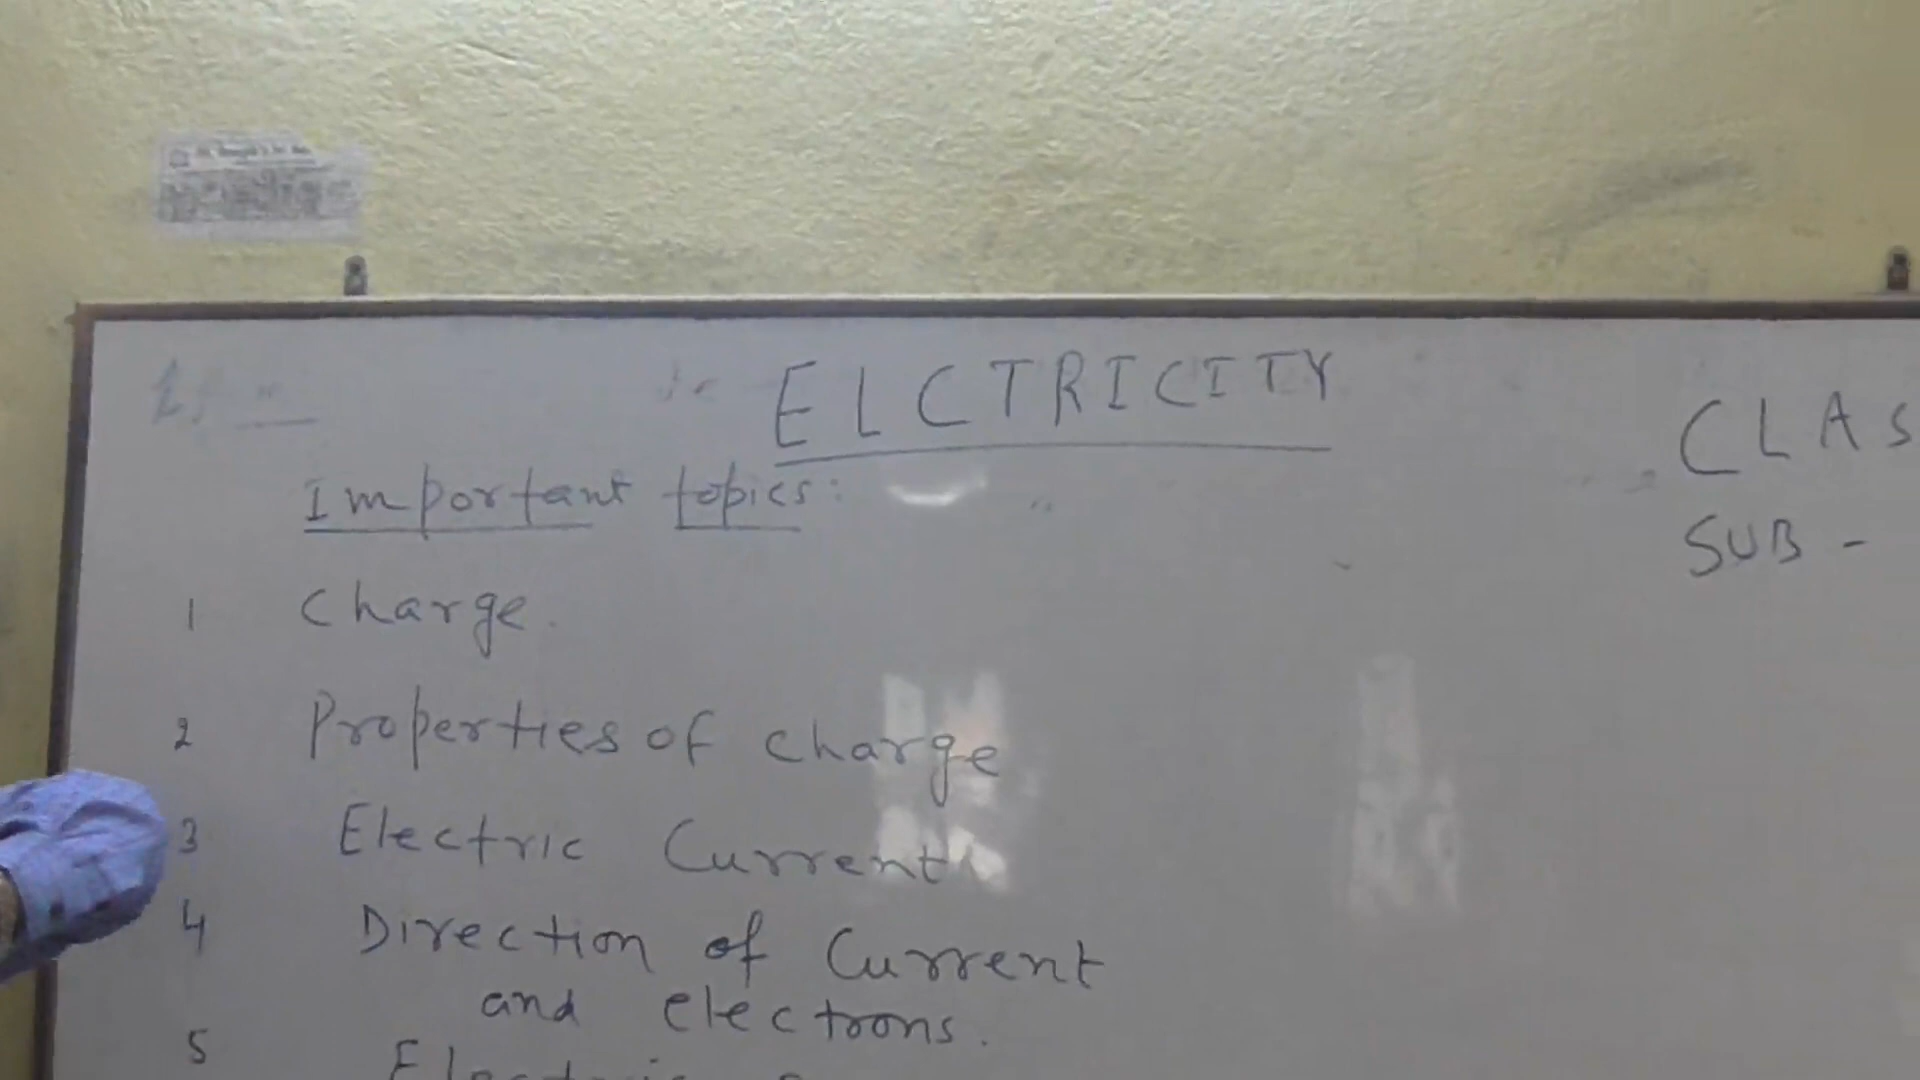 ELCTRICITY
CLAS
Important topics:
SUB -
1 Charge.
2 Properties of charge
3 Electric Current
4 Direction of Current
and electrons.
5